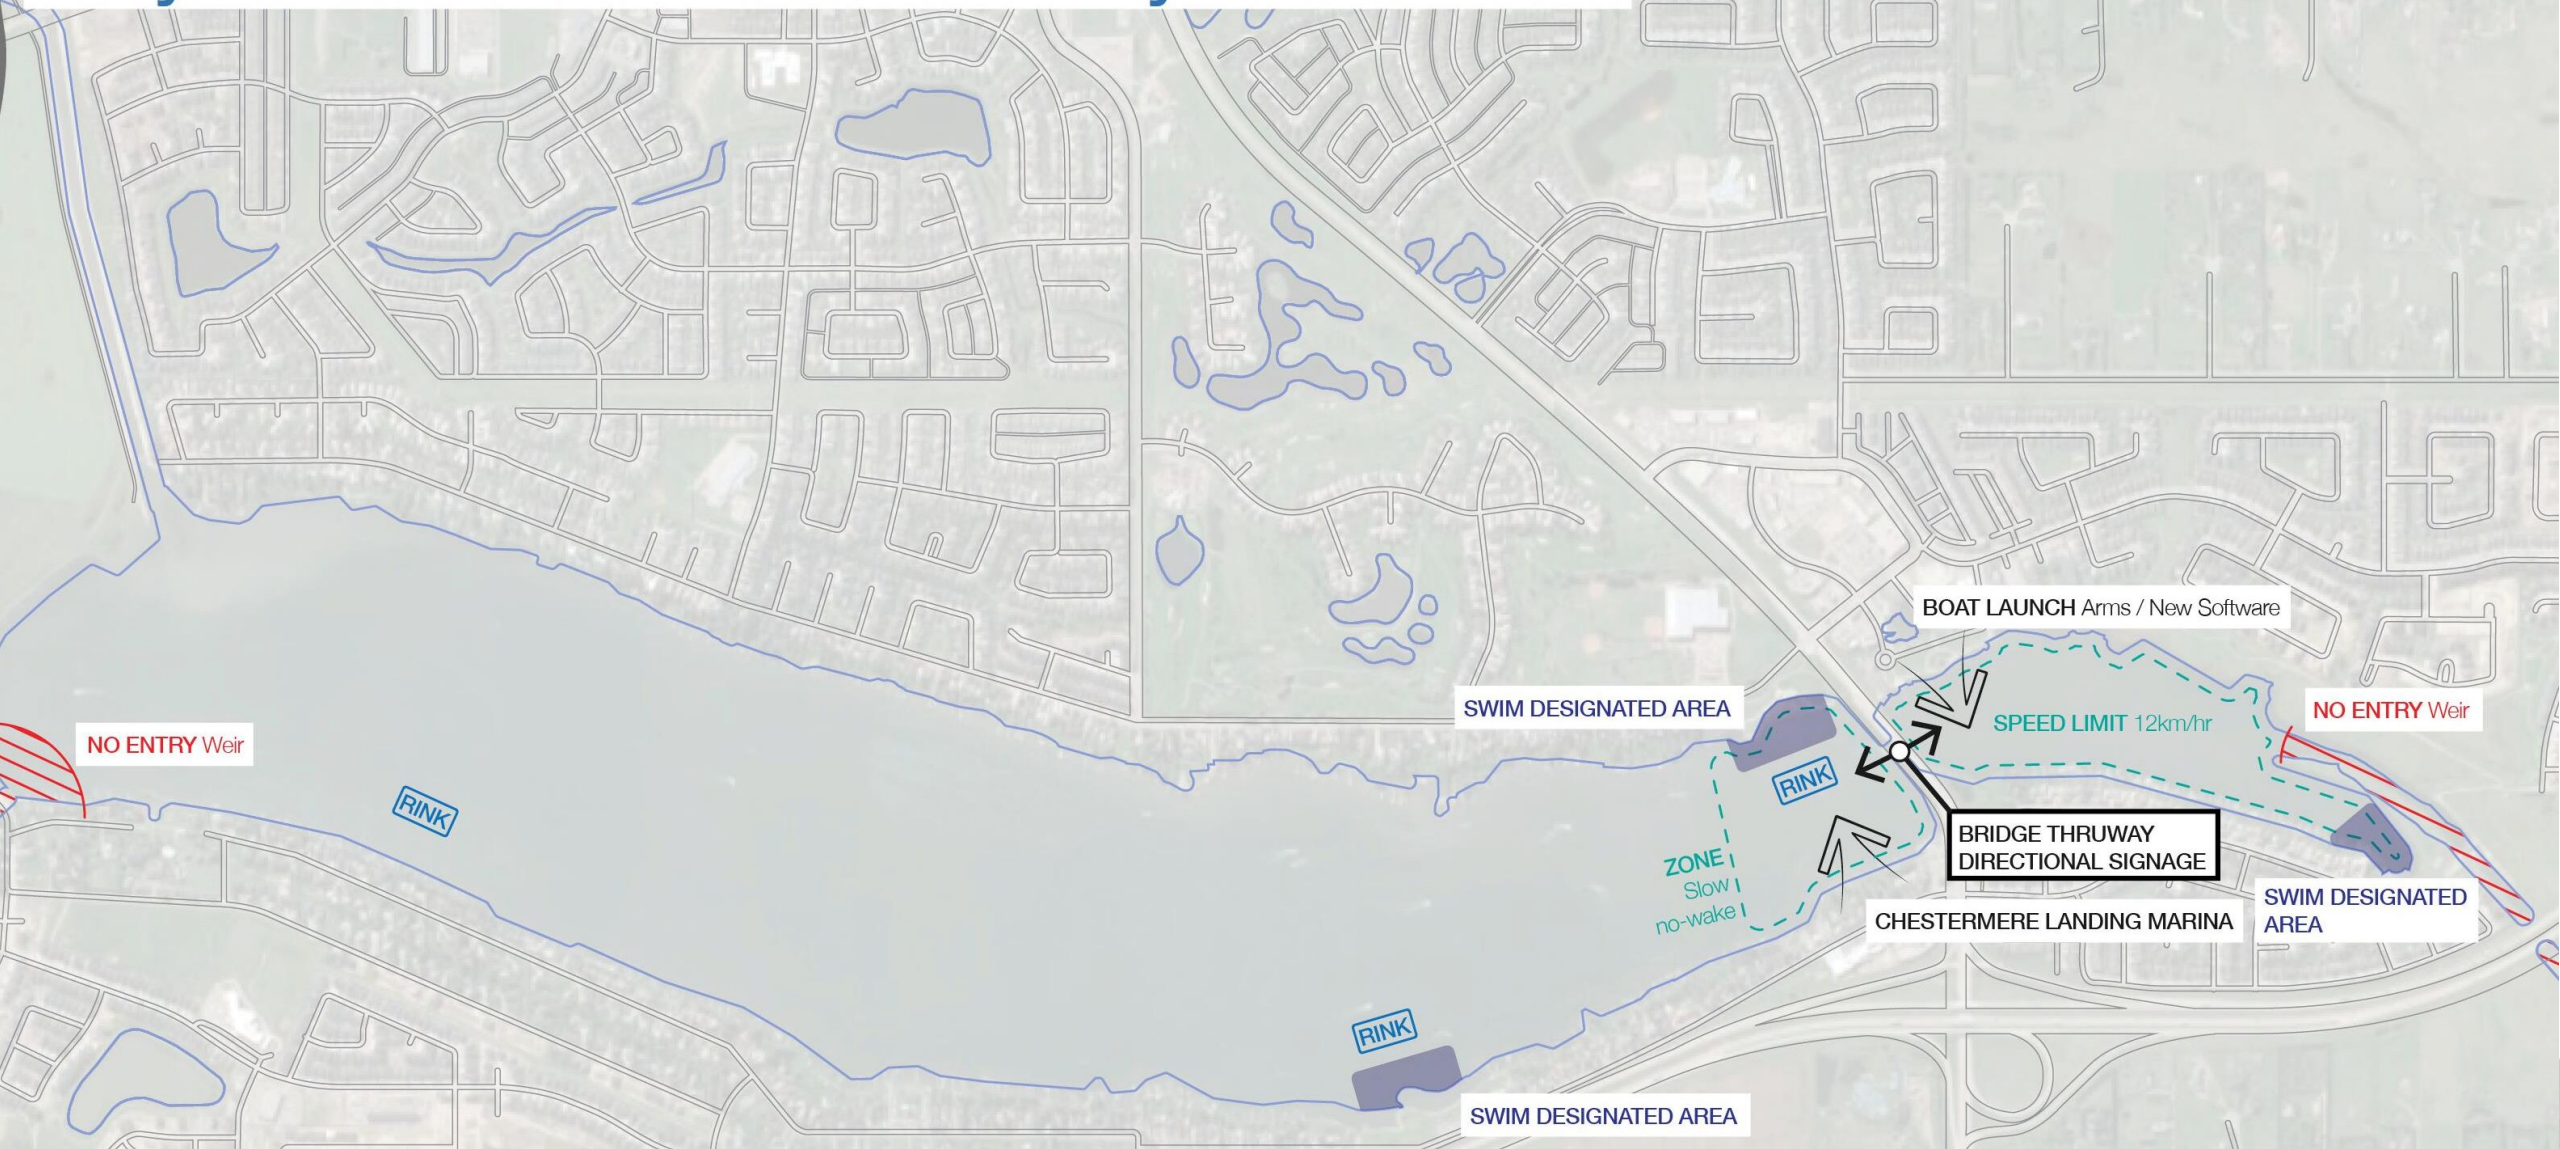 BOAT LAUNCH Arms / New Software
SWIM DESIGNATED AREA
NO ENTRY Weir
SPEED LIMIT 12km/hr
NO ENTRY Weir
RINK
RINK
BRIDGE THRUWAY
DIRECTIONAL SIGNAGE
ZONE
Slow
no-wake
CHESTERMERE LANDING MARINA
SWIM DESIGNATED
AREA
RINK
SWIM DESIGNATED AREA